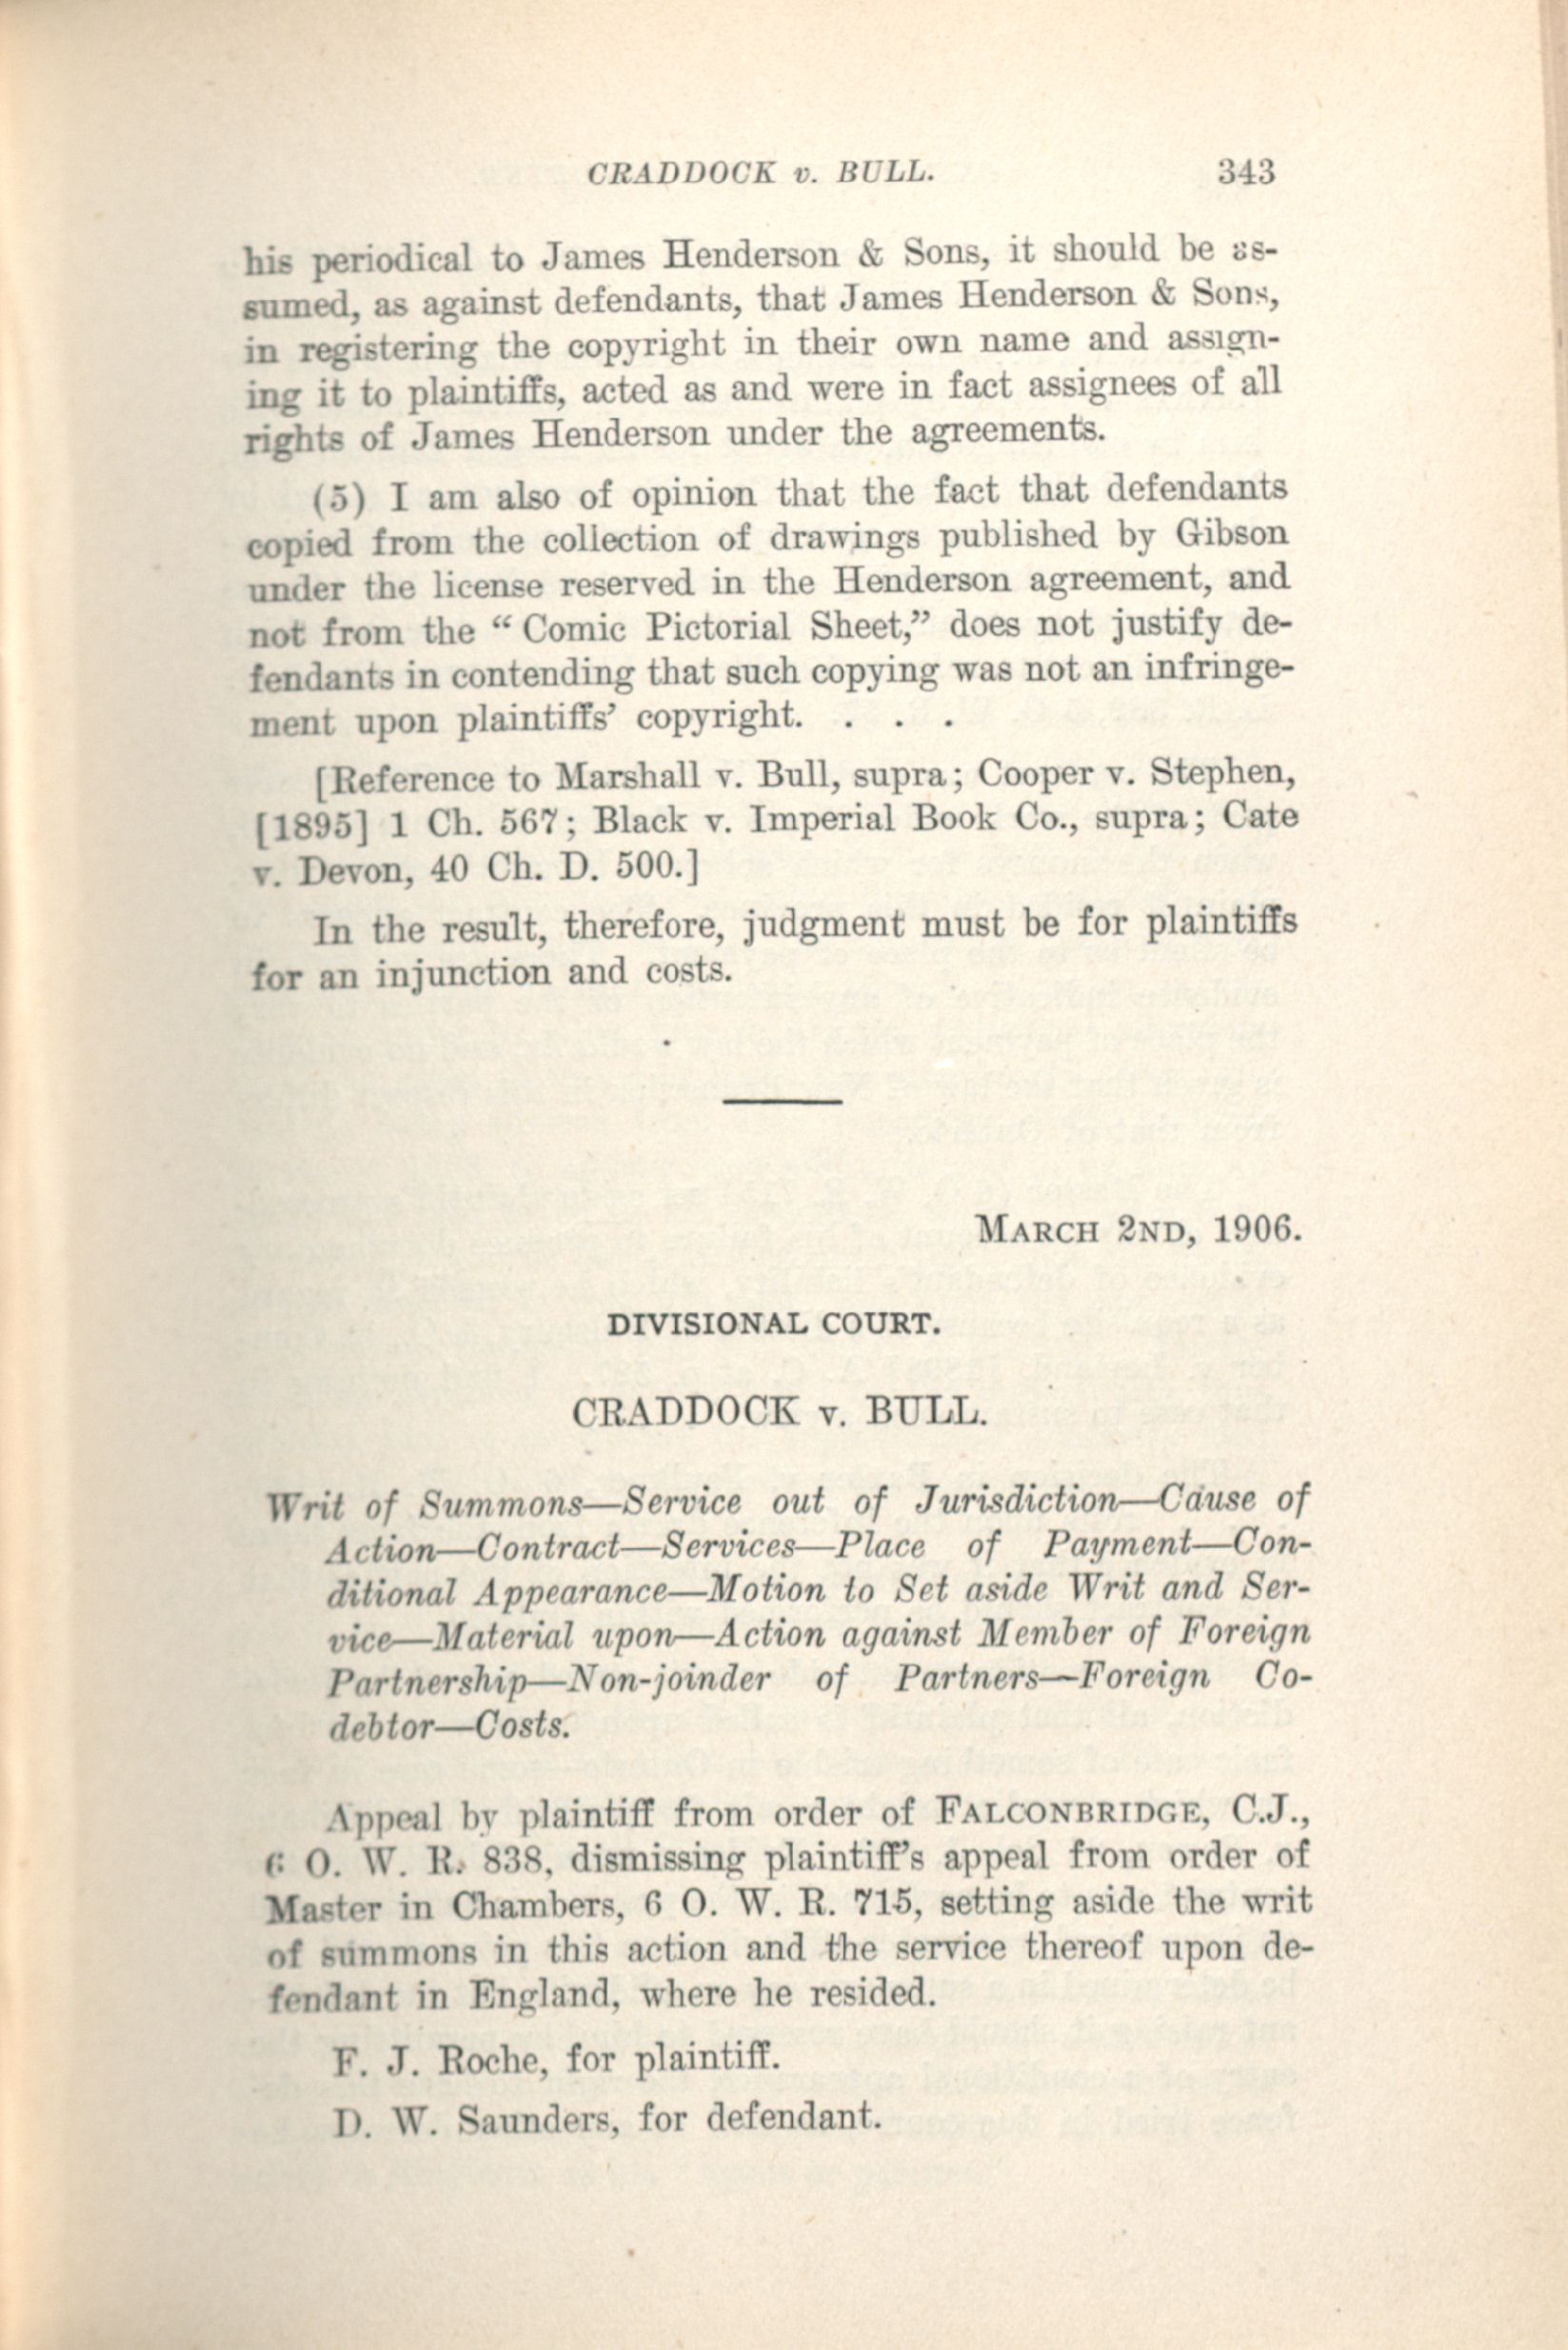 CRADDOCK v. BULL. 343
his periodical to James Henderson & Sons, it should be as-
sumed, as against defendants, that James Henderson & Sons,
in registering the copyright in their own name and assign-
ing it to plaintiffs, acted as and were in fact assignees of all
rights of James Henderson under the agreements.
(5) I am also of opinion that the fact that defendants
copied from the collection of drawings published by Gibson
under the license reserved in the Henderson agreement, and
not from the “ Comic Pictorial Sheet,” does not justify de-
fendants in contending that such copying was not an infringe-
ment upon plaintiffs’ copyright. . . .
[Reference to Marshall v. Bull, supra; Cooper v. Stephen,
[1895] 1 Ch. 567; Black v. Imperial Book Co., supra; Cate
v. Devon, 40 Ch. D. 500.]
In the result, therefore, judgment must be for plaintiffs
for an injunction and costs.
MARCH 2ND, 1906.
DIVISIONAL COURT.
CRADDOCK v. BULL.
Writ of Summons—Service out of Jurisdiction—Cause of
Action—Contract—Services—Place of Payment—Con-
ditional Appearance—Motion to Set aside Writ and Ser-
vice—Material upon—Action against Member of Foreign
Partnership—Non-joinder of Partners—Foreign Co-
debtor—Costs.
Appeal by plaintiff from order of FALCONBRIDGE, C.J.,
6 O. W. R. 838, dismissing plaintiff’s appeal from order of
Master in Chambers, 6 O. W. R. 715, setting aside the writ
of summons in this action and the service thereof upon de-
fendant in England, where he resided.
F. J. Roche, for plaintiff.
D. W. Saunders, for defendant.